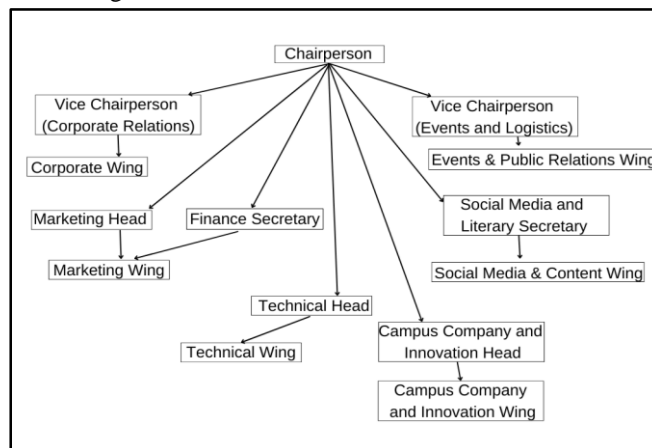 Chairperson
Vice Chairperson
(Corporate Relations)
Vice Chairperson
(Events and Logistics)
Corporate Wing
Events & Public Relations Wing
Marketing Head
Finance Secretary
Social Media and
Literary Secretary
Marketing Wing
Social Media & Content Wing
Technical Head
Technical Wing
Campus Company and
Innovation Head
Campus Company
and Innovation Wing